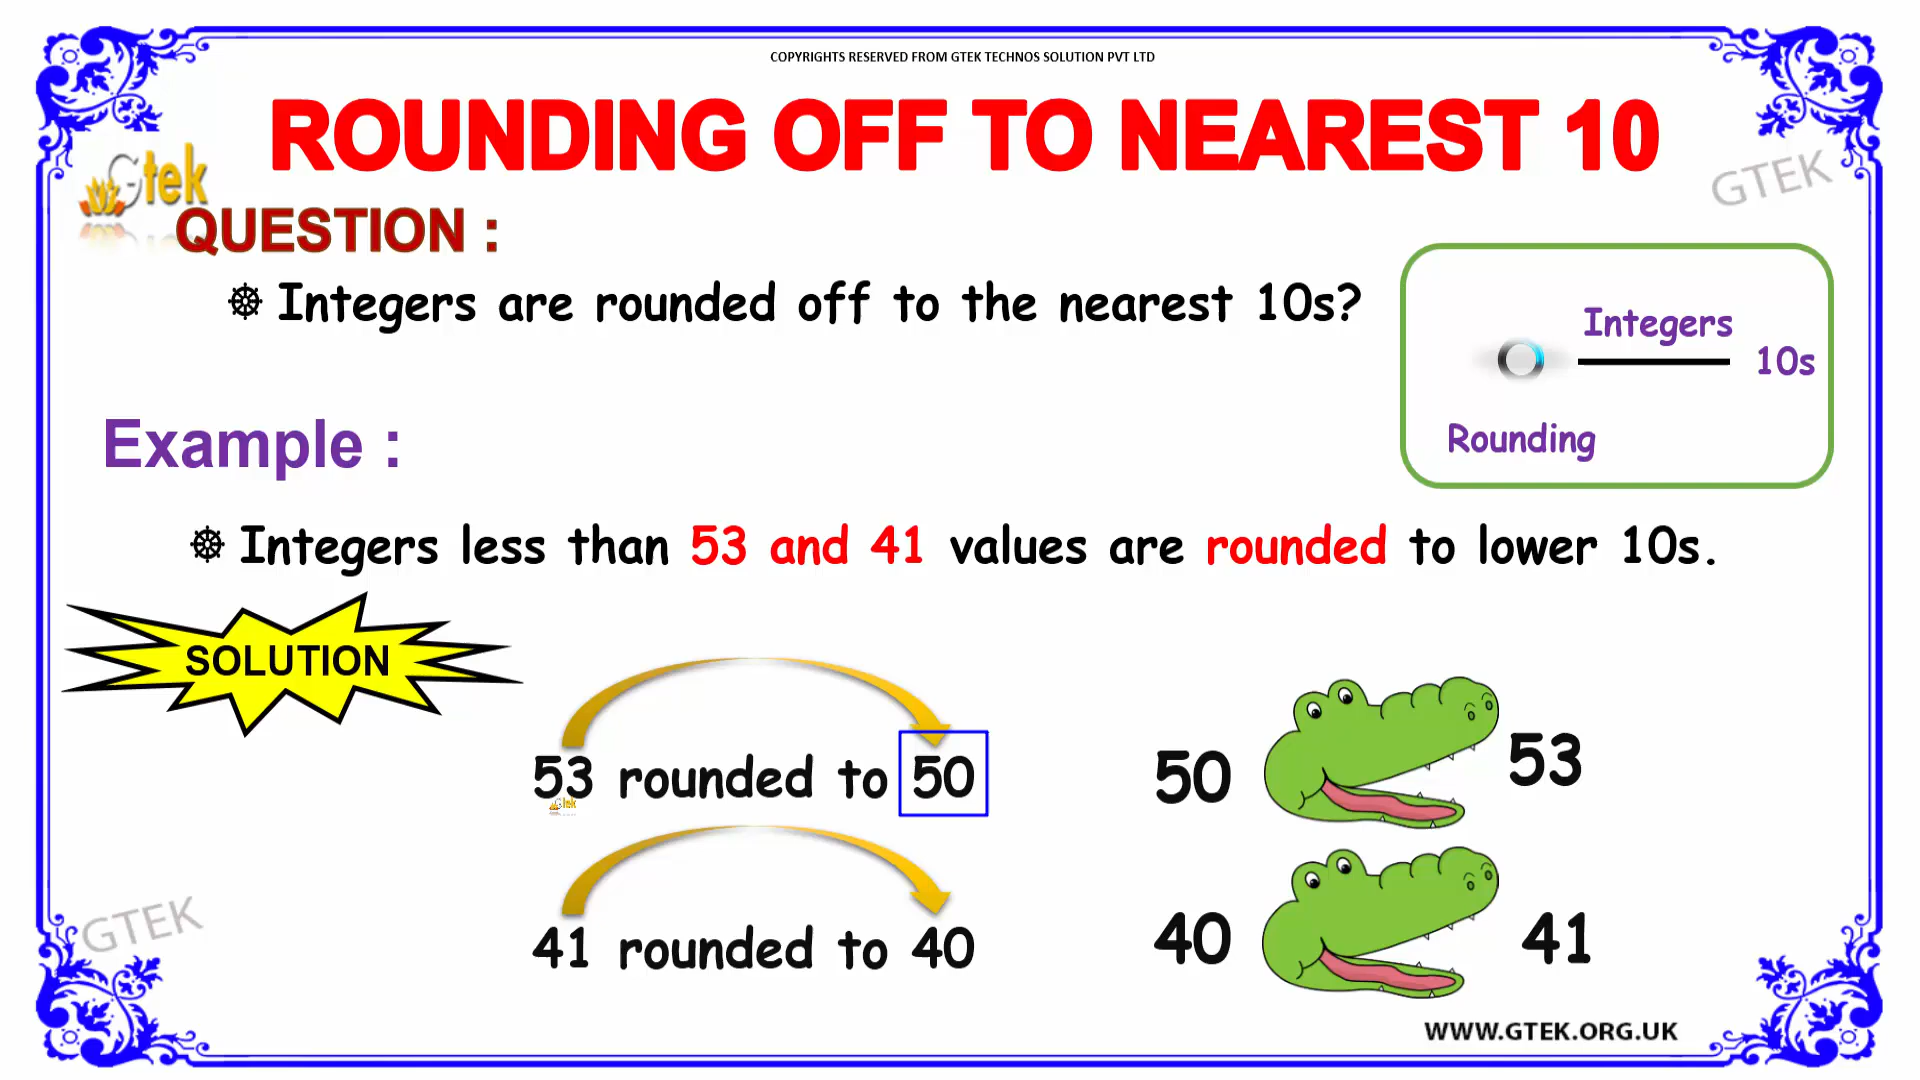 COPYRIGHTS RESERVED FROM GTEK TECHNOS SOLUTION PVT LTD
ROUNDING OFF TO NEAREST 10
Gtek
GTEK
QUESTION :
Integers are rounded off to the nearest 10s?
Integers
10s
Rounding
Example :
Integers less than 53 and 41 values are rounded to lower 10s.
SOLUTION
53 rounded to 50
50 53
Gtek
41 rounded to 40
40 41
GTEK
WWW.GTEK.ORG.UK